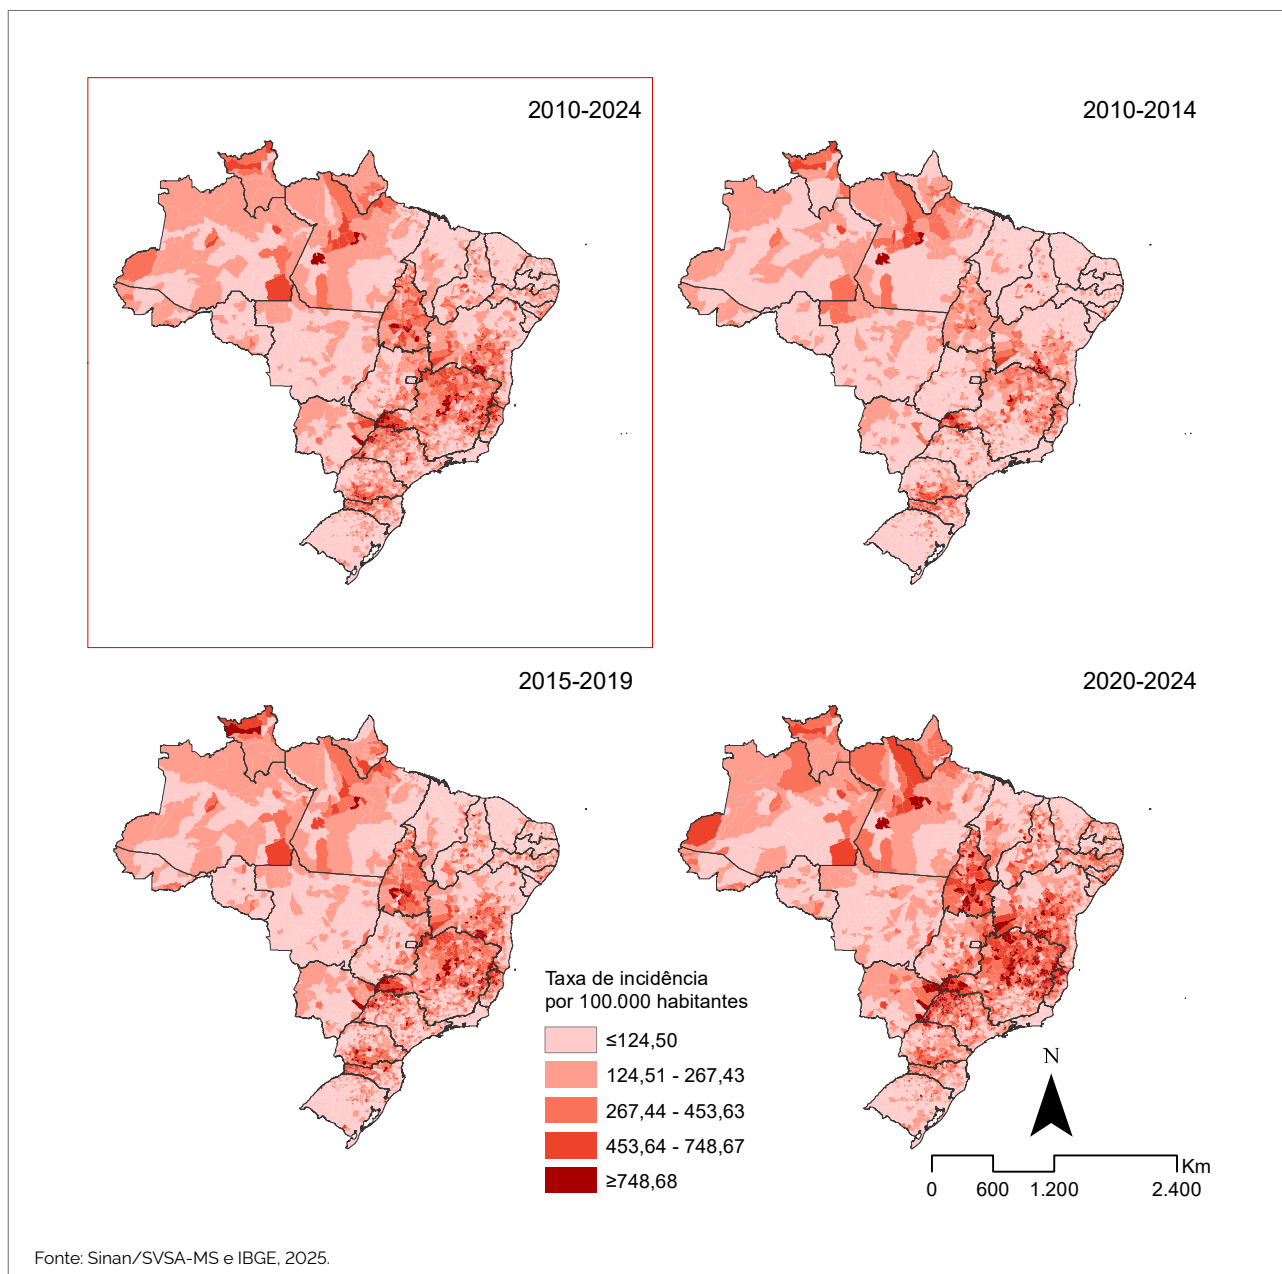 2010-2024
2010-2014
2015-2019
2020-2024
Taxa de incidência
por 100.000 habitantes
≤124,50
124,51 - 267,43
267,44 - 453,63
453,64 - 748,67
≥748,68
N
Km
0 600 1.200 2.400
Fonte: Sinan/SVSA-MS e IBGE, 2025.